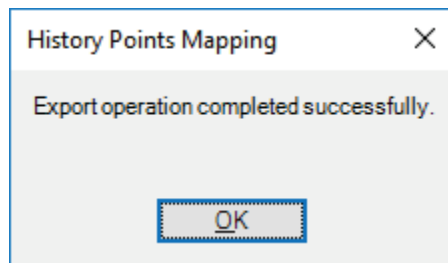 History Points Mapping
Export operation completed successfully.
OK